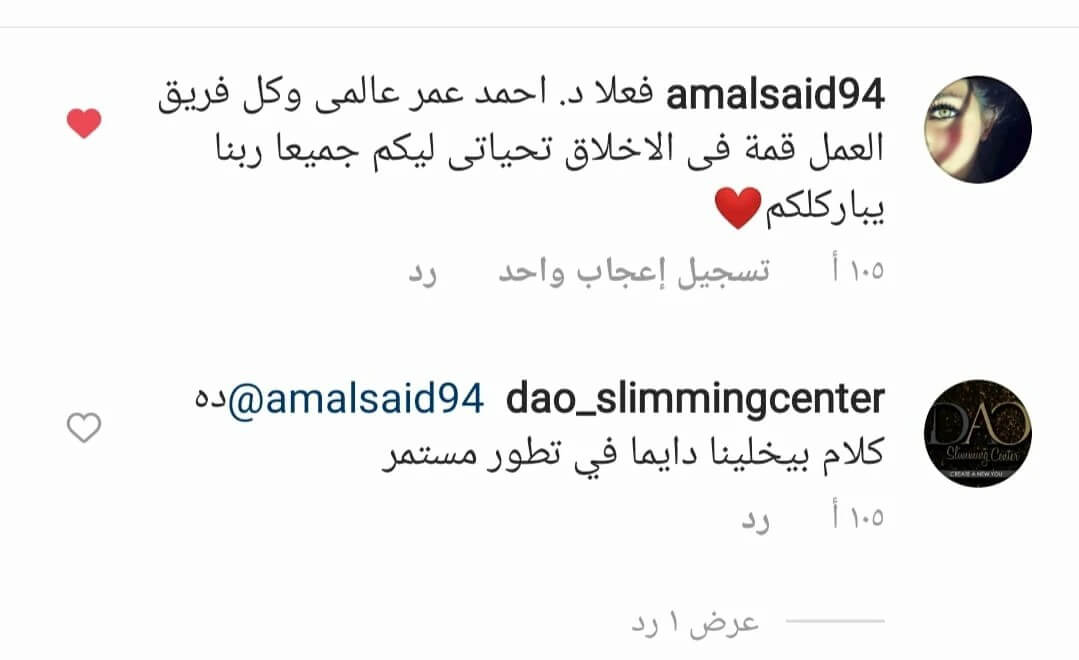 amalsaid94 فعلا د. احمد عمر عالمى وكل فريق
العمل قمة فى الاخلاق تحياتى ليكم جميعا ربنا
يباركلكم❤️
١٠٥ أ تسجيل إعجاب واحد رد
dao_slimmingcenter @amalsaid94ده
كلام بيخلينا دايما في تطور مستمر
١٠٥ أ رد
عرض ١ رد
DAO
Slimming Center
CREATE A NEW YOU